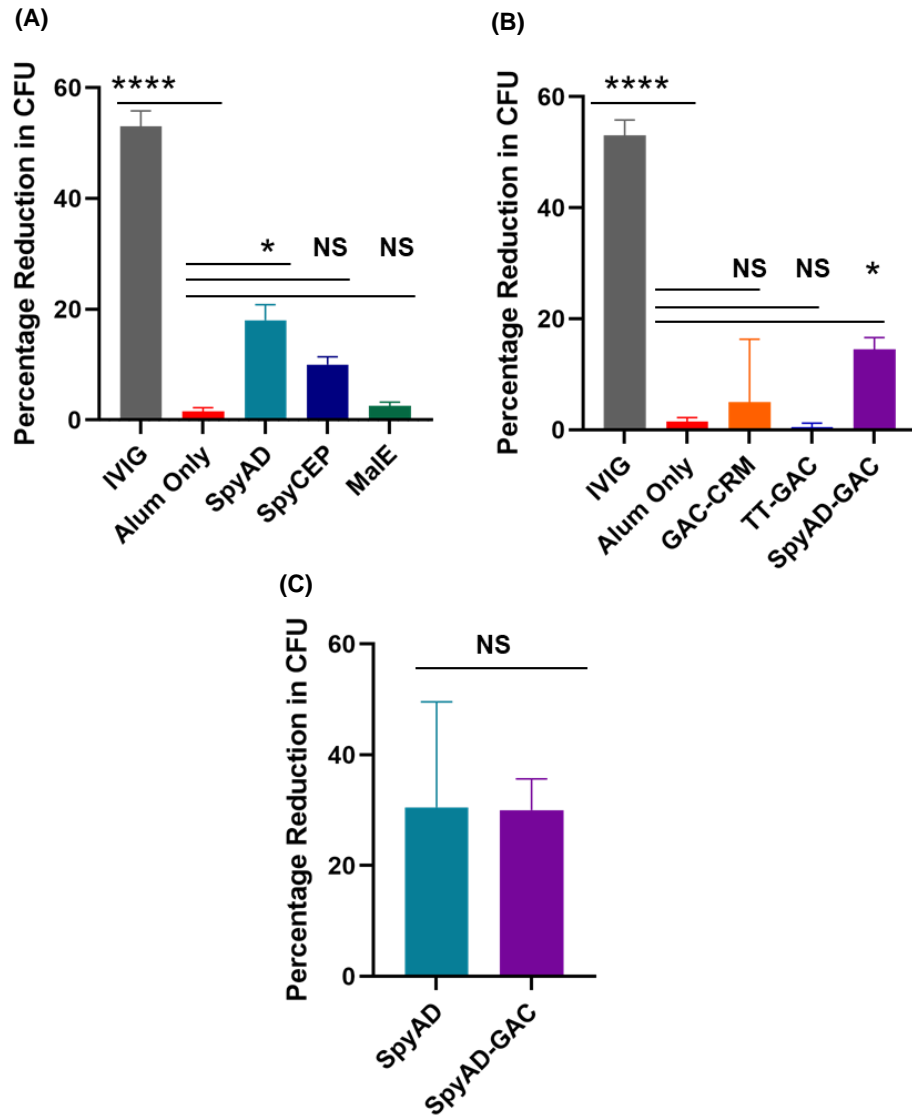 (A)
Percentage Reduction in CFU
60
40
20
0
****
*
NS
NS
IVIG
Alum Only
SpyAD
SpyCEP
MalE
(B)
Percentage Reduction in CFU
60
40
20
0
****
NS
NS
*
IVIG
Alum Only
GAC-CRM
TT-GAC
SpyAD-GAC
(C)
Percentage Reduction in CFU
60
40
20
0
NS
SpyAD
SpyAD-GAC